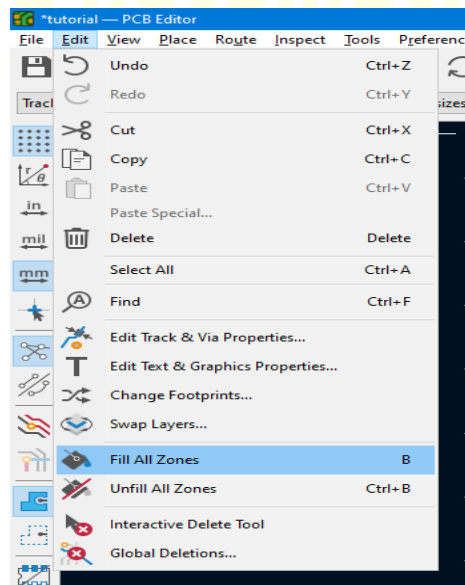 *tutorial — PCB Editor
File Edit View Place Route Inspect Tools Preferenc
Undo Ctrl+Z
Redo Ctrl+Y
Trac
sizes
Cut Ctrl+X
Copy Ctrl+C
Paste Ctrl+V
Paste Special...
in
mil
Delete Delete
Select All Ctrl+A
mm
Find Ctrl+F
Edit Track & Via Properties...
Edit Text & Graphics Properties...
Change Footprints...
Swap Layers...
Fill All Zones B
Unfill All Zones Ctrl+B
Interactive Delete Tool
Global Deletions...